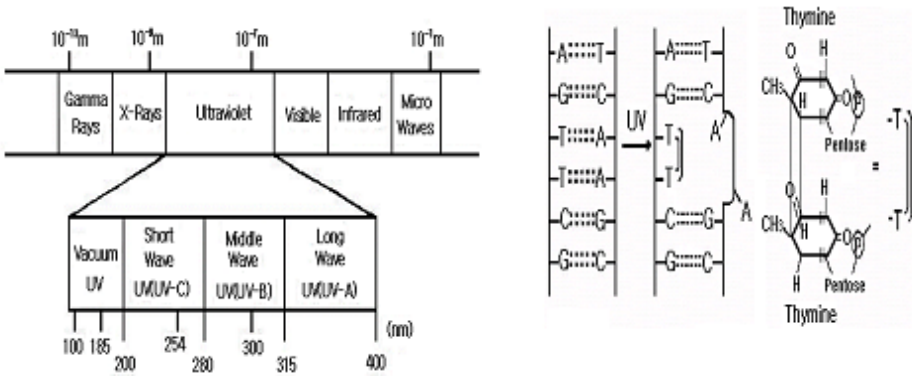 10⁻¹¹m 10⁻⁸m 10⁻⁷m 10⁻¹m
Gamma Rays X-Rays Ultraviolet Visible Infrared Micro Waves
Vacuum UV
Short Wave UV(UV-C)
Middle Wave UV(UV-B)
Long Wave UV(UV-A)
100 185 200 254 280 300 315 400 (nm)
A T
G C
T A
T A
C G
G C
UV
A T
G C
T
T
A
A
C G
G C
Thymine
O H
CH₃ H O P
Pentose
-T
=
O H
CH₃ H O P
-T
H Pentose
Thymine